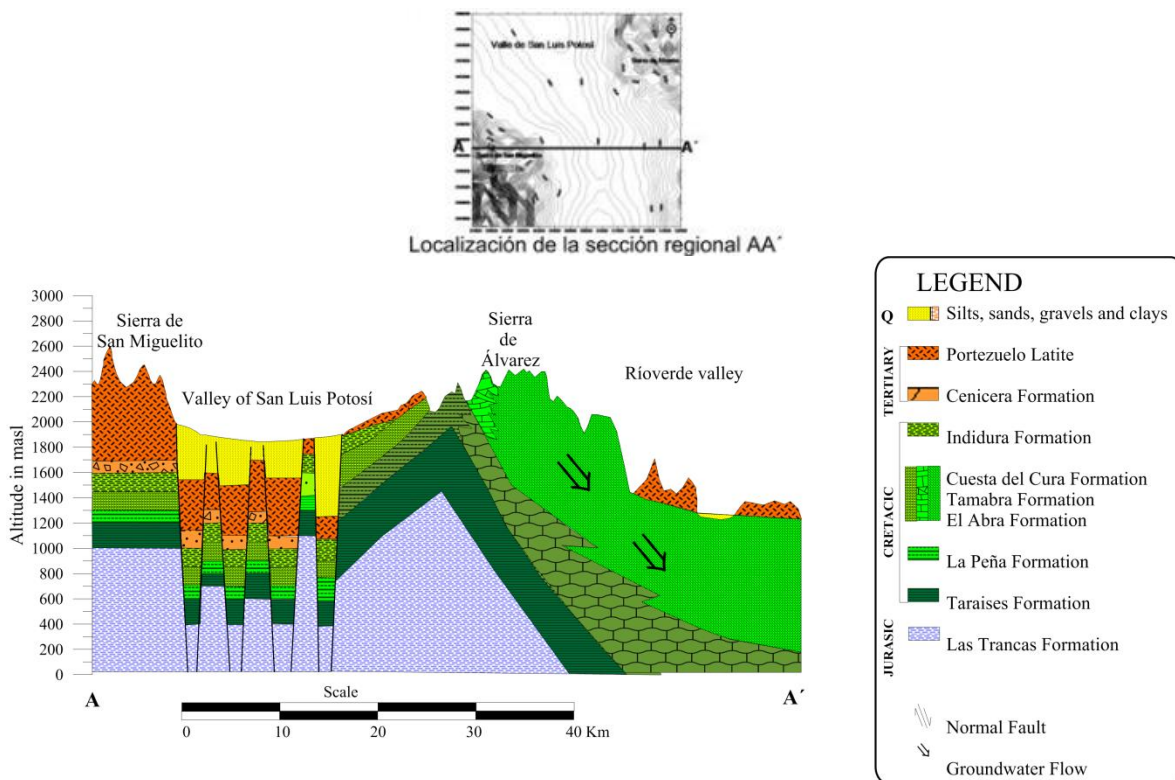 Valle de San Luis Potosí
A
A´
Localización de la sección regional AA´
3000
2800
2600
2400
2200
2000
1800
1600
1400
1200
1000
800
600
400
200
0
Altitude in masl
Sierra de
San Miguelito
Valley of San Luis Potosí
Sierra
de
Álvarez
Ríoverde valley
A
A´
Scale
0
10
20
30
40 Km
LEGEND
Q
Silts, sands, gravels and clays
TERTIARY
Portezuelo Latite
Cenicera Formation
CRETACIC
Indidura Formation
Cuesta del Cura Formation
Tamabra Formation
El Abra Formation
La Peña Formation
Taraises Formation
JURASIC
Las Trancas Formation
Normal Fault
Groundwater Flow